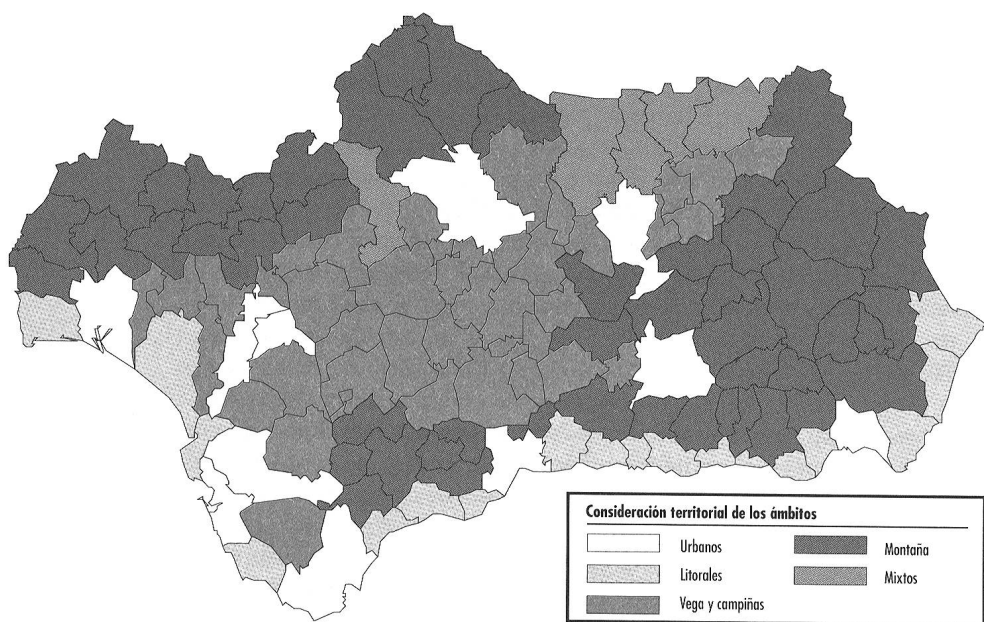 Consideración territorial de los ámbitos
Urbanos
Litorales
Vega y campiñas
Montaña
Mixtos